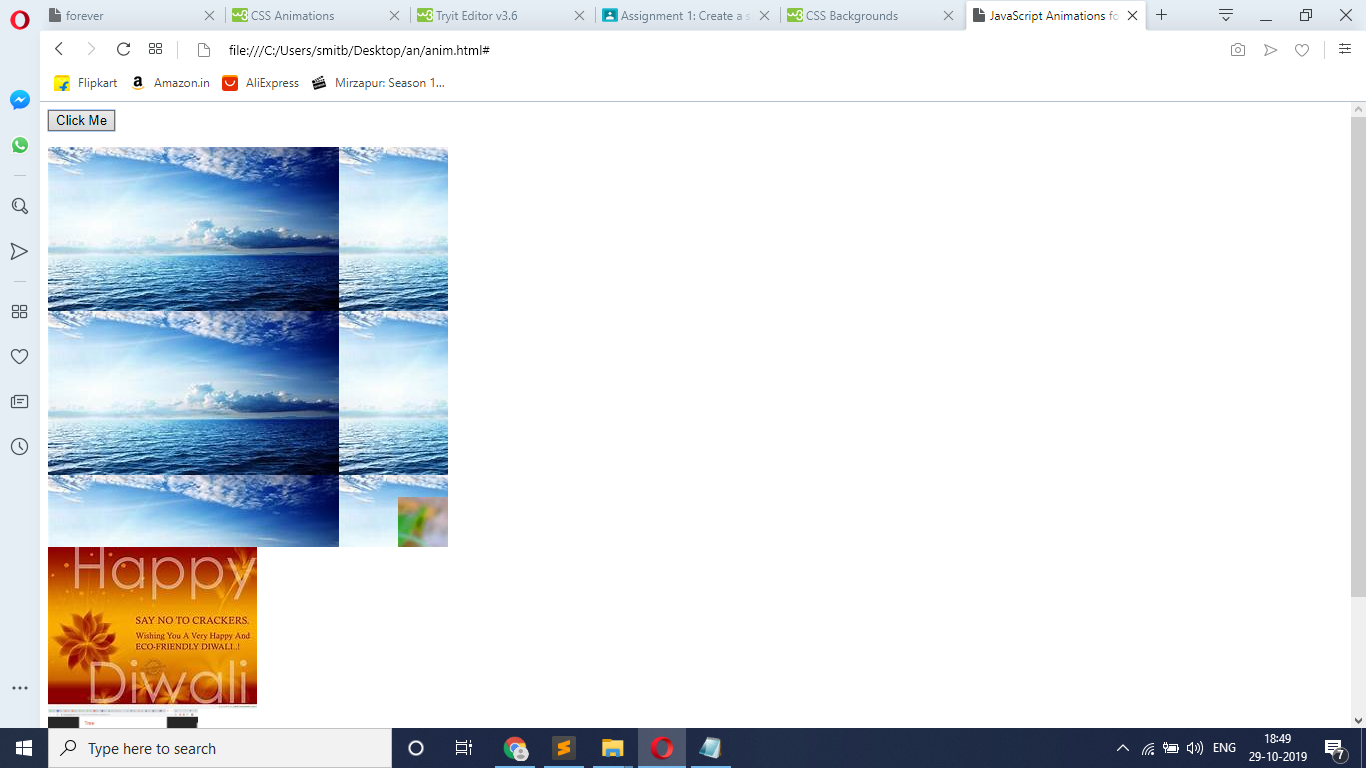 forever
CSS Animations
Tryit Editor v3.6
Assignment 1: Create a s
CSS Backgrounds
JavaScript Animations fo
file:///C:/Users/smitb/Desktop/an/anim.html#
Flipkart
Amazon.in
AliExpress
Mirzapur: Season 1...
Click Me
Happy
SAY NO TO CRACKERS.
Wishing You A Very Happy And
ECO-FRIENDLY DIWALI..!
Diwali
Tree
Type here to search
ENG
18:49
29-10-2019
7